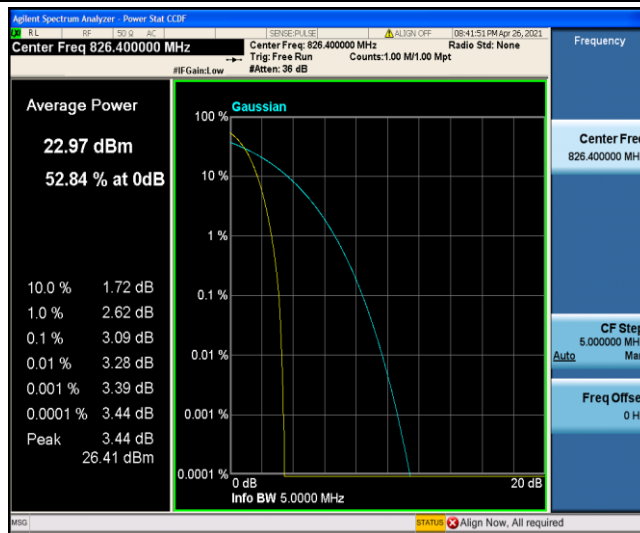 Agilent Spectrum Analyzer - Power Stat CCDF
RL RF 50 Ω AC SENSE:PULSE ALIGN OFF 08:41:51 PM Apr 26, 2021
Center Freq 826.400000 MHz
Center Freq: 826.400000 MHz Radio Std: None
Trig: Free Run Counts:1.00 M/1.00 Mpt
#IFGain:Low #Atten: 36 dB
Frequency
Average Power
22.97 dBm
52.84 % at 0dB
10.0 % 1.72 dB
1.0 % 2.62 dB
0.1 % 3.09 dB
0.01 % 3.28 dB
0.001 % 3.39 dB
0.0001 % 3.44 dB
Peak 3.44 dB
26.41 dBm
Gaussian
100 %
10 %
1 %
0.1 %
0.01 %
0.001 %
0.0001 %
0 dB 20 dB
Info BW 5.0000 MHz
Center Fre
826.400000 MH
CF Step
5.000000 MH
Auto Ma
Freq Offse
0 H
MSG STATUS Align Now, All required